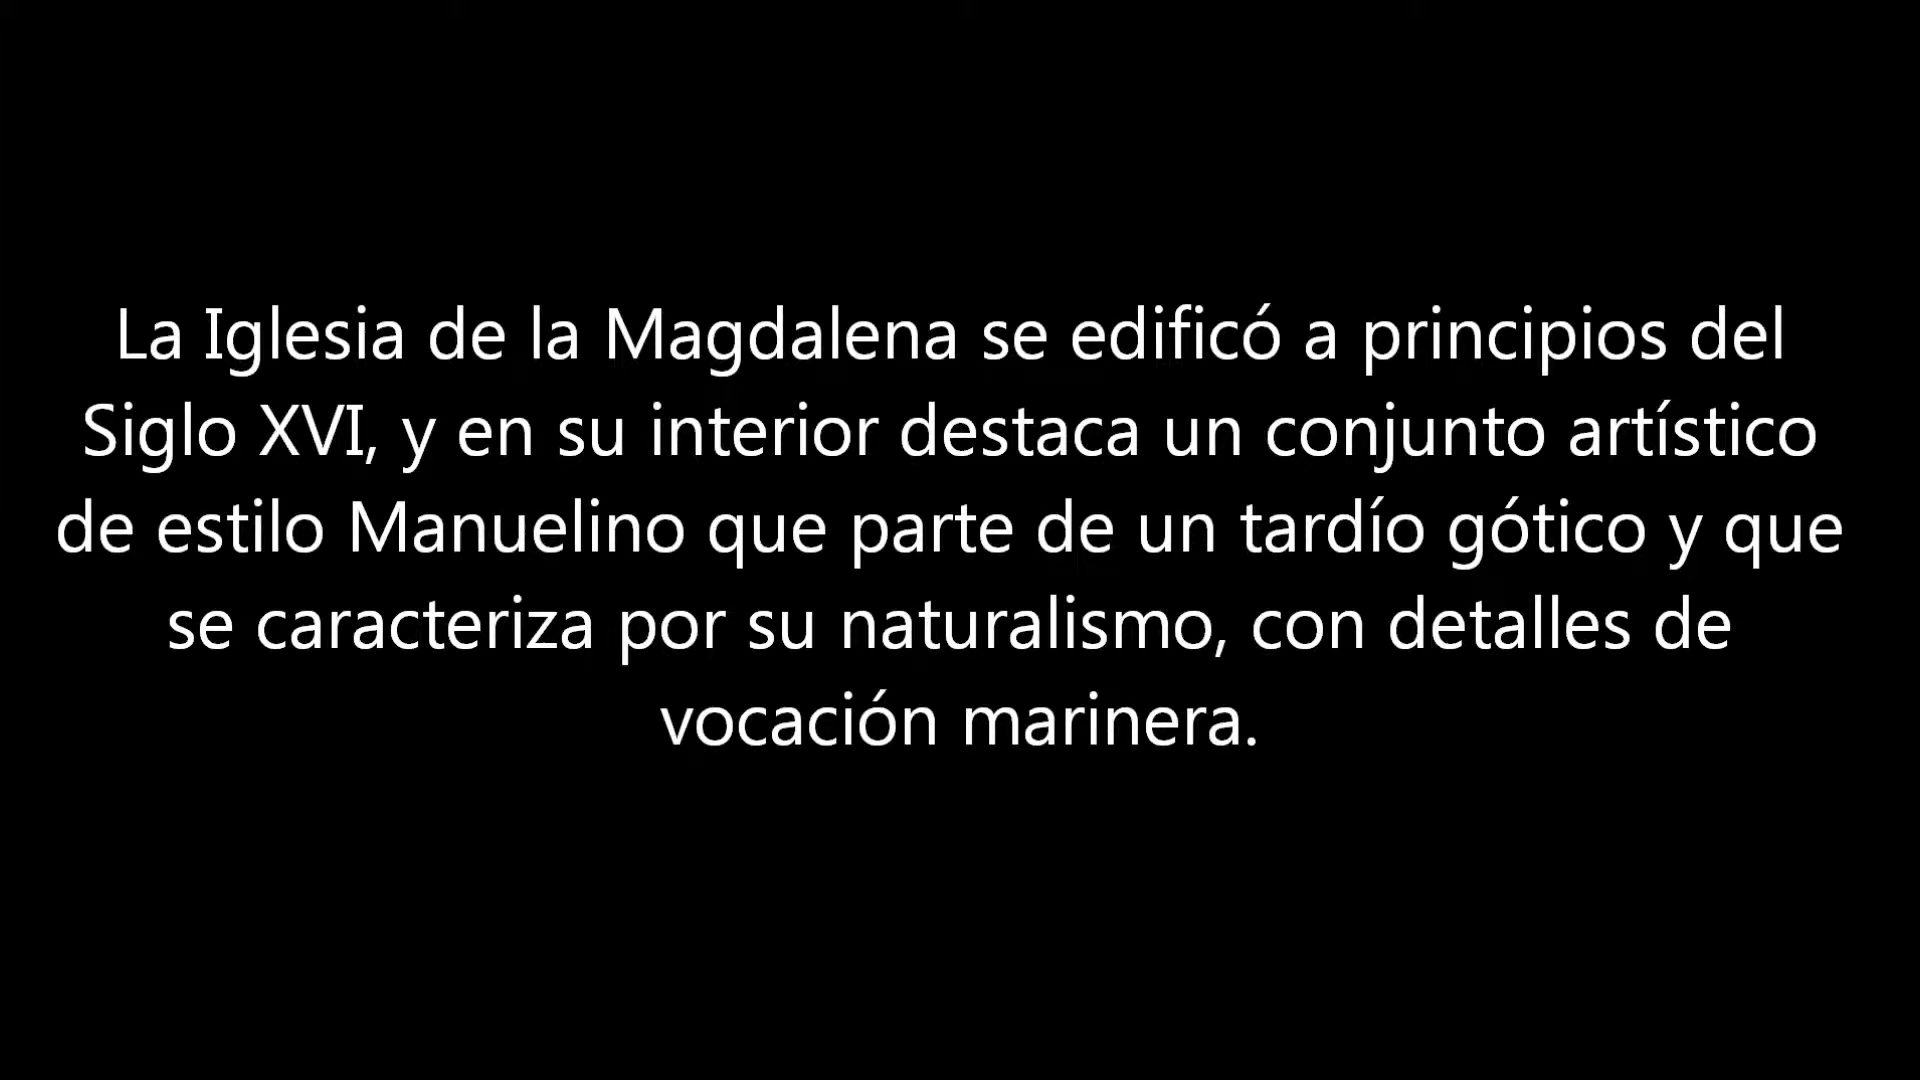 La Iglesia de la Magdalena se edificó a principios del
Siglo XVI, y en su interior destaca un conjunto artístico
de estilo Manuelino que parte de un tardío gótico y que
se caracteriza por su naturalismo, con detalles de
vocación marinera.